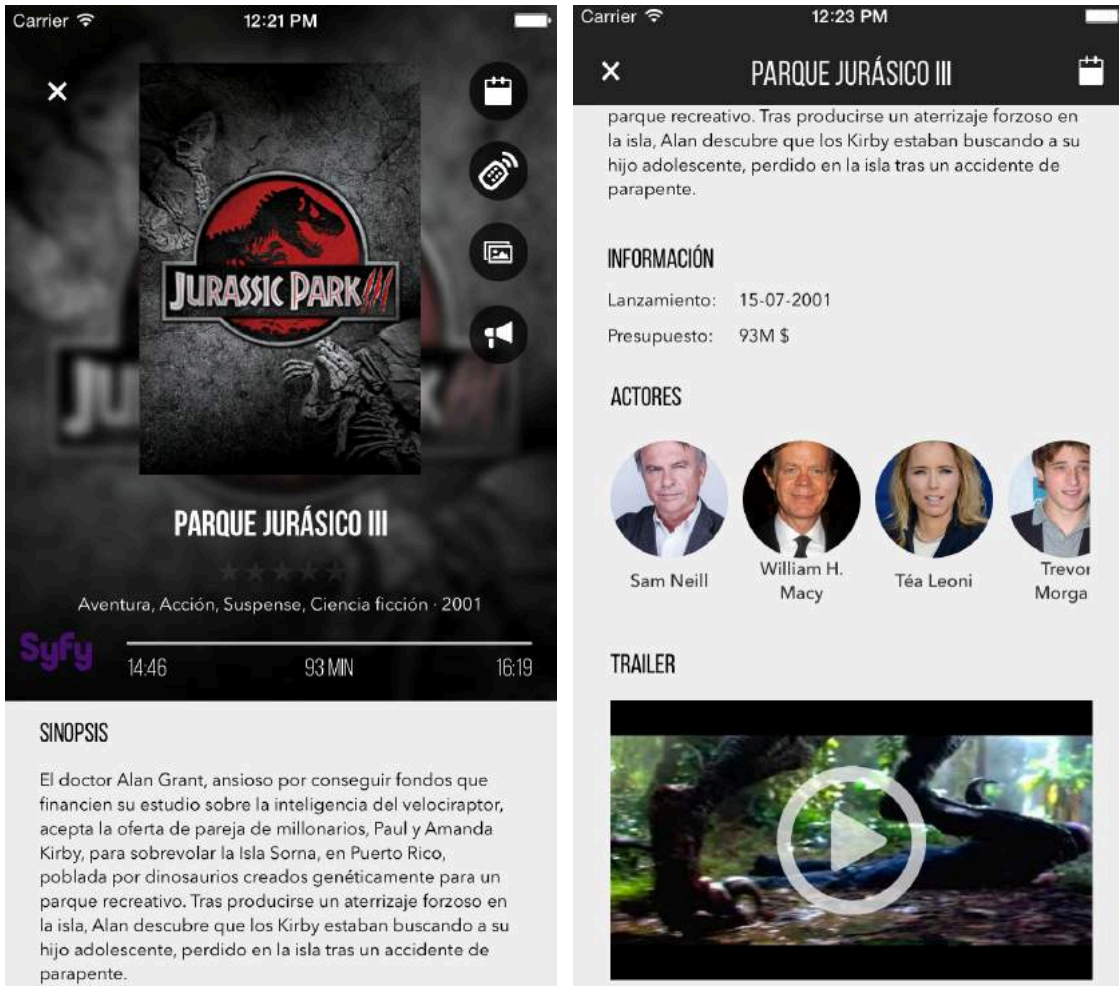 Carrier
12:21 PM
JURASSIC PARK III
PARQUE JURÁSICO III
Aventura, Acción, Suspense, Ciencia ficción · 2001
Syfy
14:46
93 MIN
16:19
SINOPSIS
El doctor Alan Grant, ansioso por conseguir fondos que
financien su estudio sobre la inteligencia del velociraptor,
acepta la oferta de pareja de millonarios, Paul y Amanda
Kirby, para sobrevolar la Isla Sorna, en Puerto Rico,
poblada por dinosaurios creados genéticamente para un
parque recreativo. Tras producirse un aterrizaje forzoso en
la isla, Alan descubre que los Kirby estaban buscando a su
hijo adolescente, perdido en la isla tras un accidente de
parapente.
Carrier
12:23 PM
PARQUE JURÁSICO III
parque recreativo. Tras producirse un aterrizaje forzoso en
la isla, Alan descubre que los Kirby estaban buscando a su
hijo adolescente, perdido en la isla tras un accidente de
parapente.
INFORMACIÓN
Lanzamiento: 15-07-2001
Presupuesto: 93M $
ACTORES
Sam Neill
William H.
Macy
Téa Leoni
Trevor
Morga
TRAILER